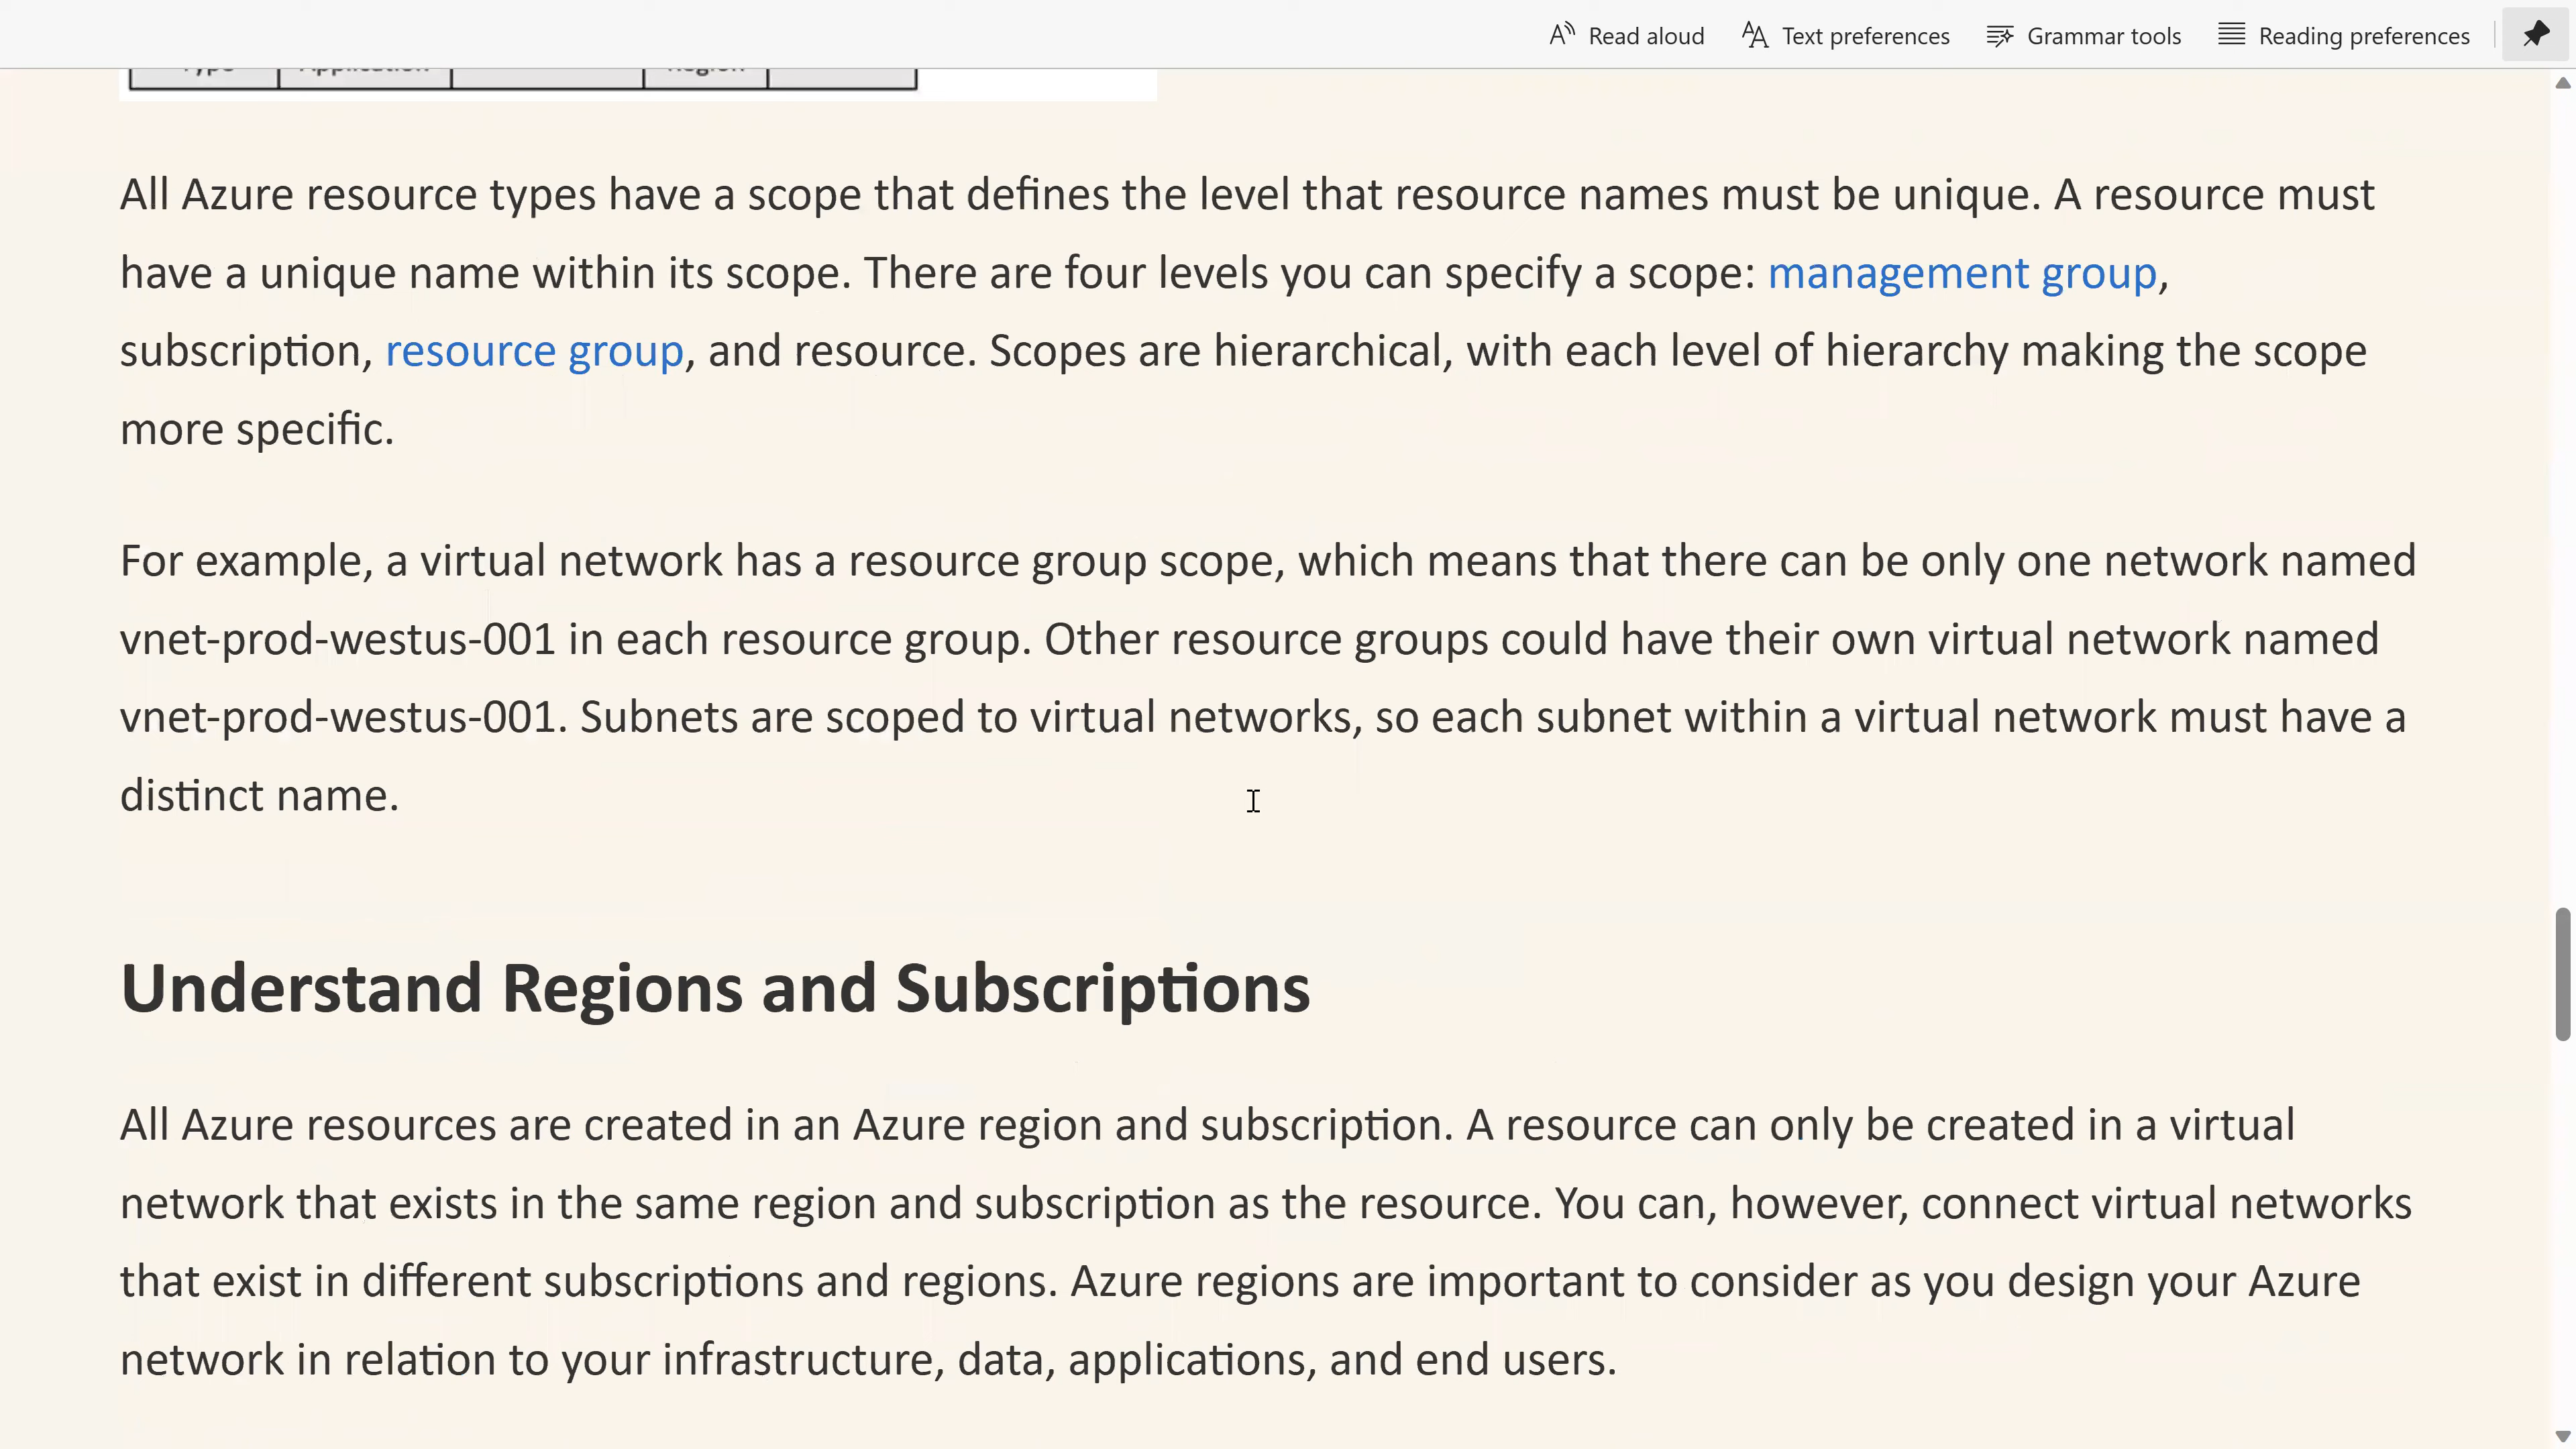 Read aloud Text preferences Grammar tools Reading preferences
Type Application Region
All Azure resource types have a scope that defines the level that resource names must be unique. A resource must
have a unique name within its scope. There are four levels you can specify a scope: management group,
subscription, resource group, and resource. Scopes are hierarchical, with each level of hierarchy making the scope
more specific.
For example, a virtual network has a resource group scope, which means that there can be only one network named
vnet-prod-westus-001 in each resource group. Other resource groups could have their own virtual network named
vnet-prod-westus-001. Subnets are scoped to virtual networks, so each subnet within a virtual network must have a
distinct name.
Understand Regions and Subscriptions
All Azure resources are created in an Azure region and subscription. A resource can only be created in a virtual
network that exists in the same region and subscription as the resource. You can, however, connect virtual networks
that exist in different subscriptions and regions. Azure regions are important to consider as you design your Azure
network in relation to your infrastructure, data, applications, and end users.